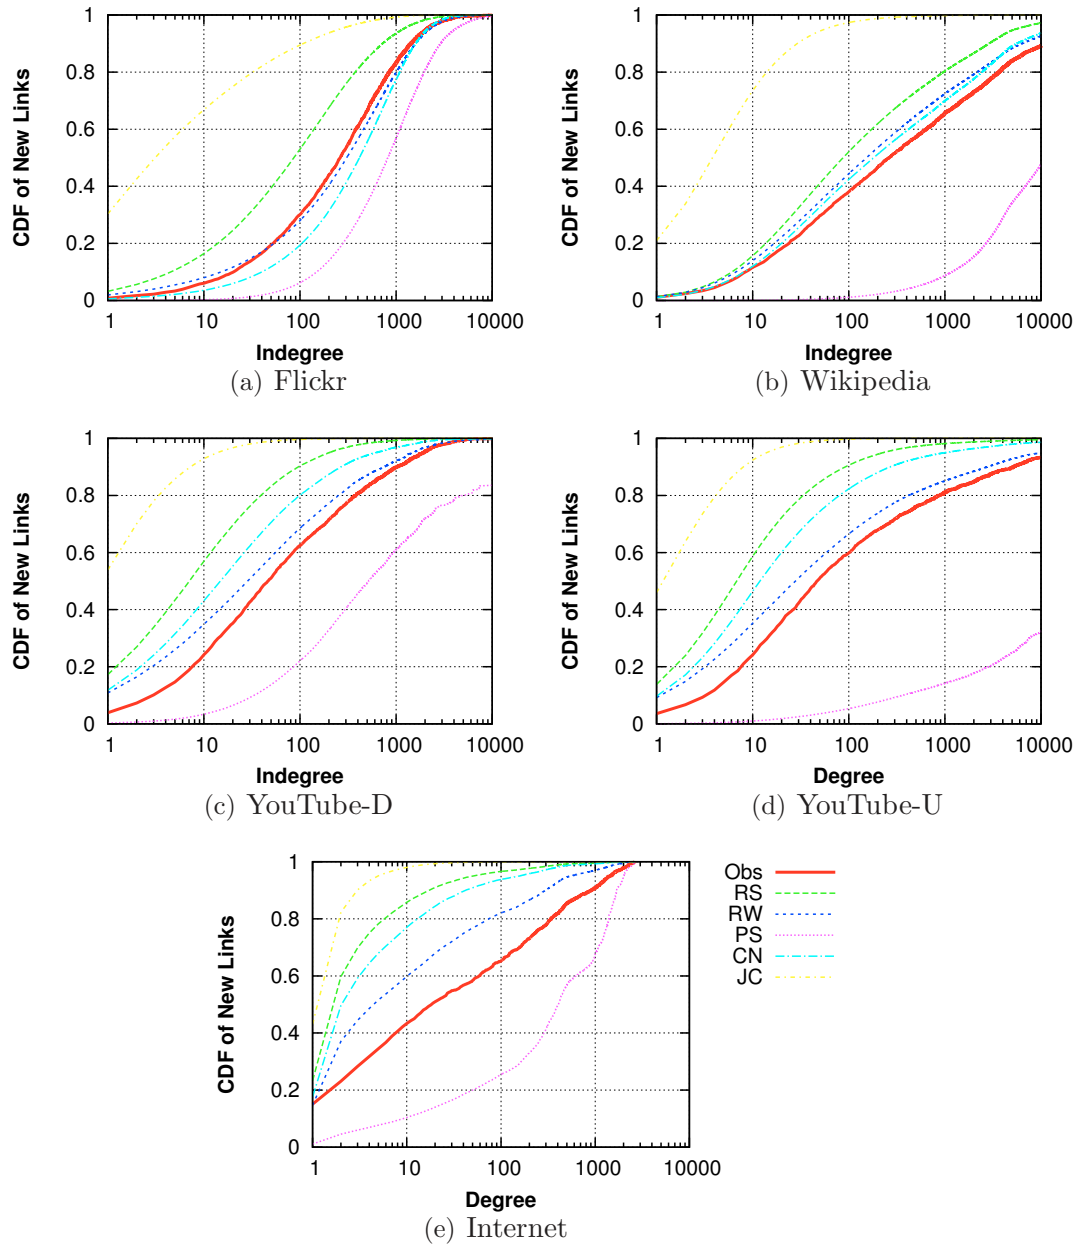 1
0.8
0.6
0.4
0.2
0
CDF of New Links
1 10 100 1000 10000
Indegree
(a) Flickr
1
0.8
0.6
0.4
0.2
0
CDF of New Links
1 10 100 1000 10000
Indegree
(b) Wikipedia
1
0.8
0.6
0.4
0.2
0
CDF of New Links
1 10 100 1000 10000
Indegree
(c) YouTube-D
1
0.8
0.6
0.4
0.2
0
CDF of New Links
1 10 100 1000 10000
Degree
(d) YouTube-U
1
0.8
0.6
0.4
0.2
0
CDF of New Links
1 10 100 1000 10000
Degree
(e) Internet
Obs
RS
RW
PS
CN
JC